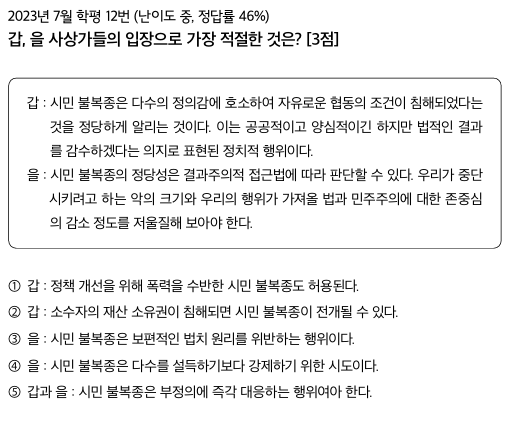 2023년 7월 학평 12번 (난이도 중, 정답률 46%)
갑, 을 사상가들의 입장으로 가장 적절한 것은? [3점]
갑 : 시민 불복종은 다수의 정의감에 호소하여 자유로운 협동의 조건이 침해되었다는
것을 정당하게 알리는 것이다. 이는 공공적이고 양심적이긴 하지만 법적인 결과
를 감수하겠다는 의지로 표현된 정치적 행위이다.
을 : 시민 불복종의 정당성은 결과주의적 접근법에 따라 판단할 수 있다. 우리가 중단
시키려고 하는 악의 크기와 우리의 행위가 가져올 법과 민주주의에 대한 존중심
의 감소 정도를 저울질해 보아야 한다.
① 갑 : 정책 개선을 위해 폭력을 수반한 시민 불복종도 허용된다.
② 갑 : 소수자의 재산 소유권이 침해되면 시민 불복종이 전개될 수 있다.
③ 을 : 시민 불복종은 보편적인 법치 원리를 위반하는 행위이다.
④ 을 : 시민 불복종은 다수를 설득하기보다 강제하기 위한 시도이다.
⑤ 갑과 을 : 시민 불복종은 부정의에 즉각 대응하는 행위여아 한다.